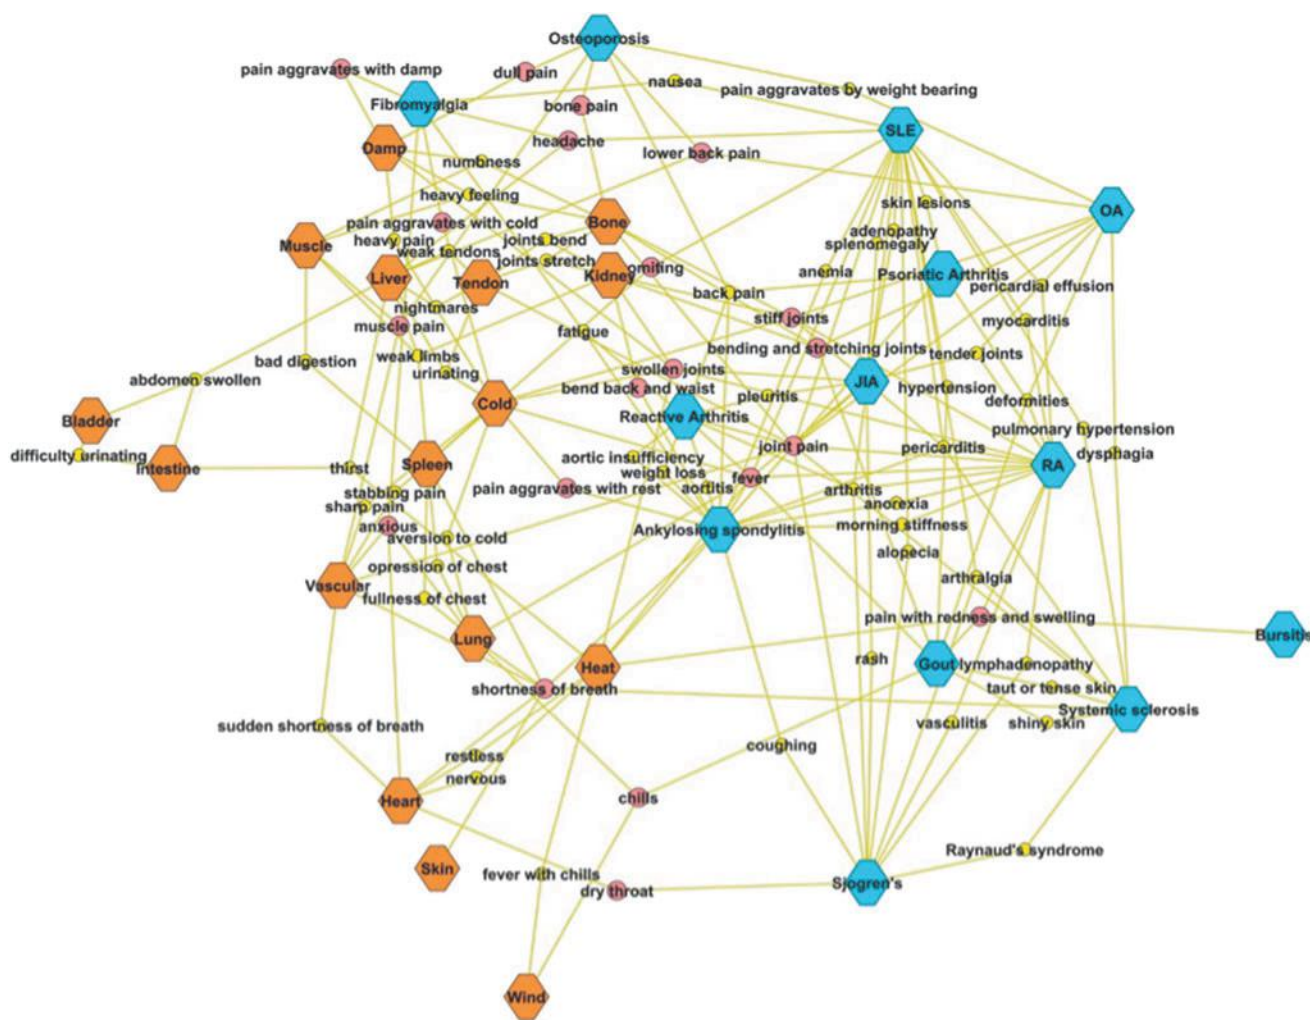 Osteoporosis
pain aggravates with damp
dull pain
nausea
pain aggravates by weight bearing
Fibromyalgia
bone pain
SLE
headache
Damp
numbness
lower back pain
heavy feeling
skin lesions
OA
pain aggravates with cold
Bone
adenopathy
heavy pain
joints bend
splenomegaly
Muscle
weak tendons
joints stretch
omiting
anemia
Psoriatic Arthritis
Liver
Tendon
Kidney
back pain
pericardial effusion
nightmares
stiff joints
myocarditis
muscle pain
fatigue
bending and stretching joints
tender joints
bad digestion
weak limbs
urinating
swollen joints
abdomen swollen
bend back and waist
pleuritis
JIA
hypertension
Cold
deformities
Bladder
Reactive Arthritis
pulmonary hypertension
difficulty urinating
joint pain
pericarditis
dysphagia
Intestine
thirst
Spleen
aortic insufficiency
RA
weight loss
fever
stabbing pain
pain aggravates with rest
aortitis
arthritis
sharp pain
anorexia
anxious
Ankylosing spondylitis
morning stiffness
aversion to cold
alopecia
opression of chest
arthralgia
Vascular
fullness of chest
pain with redness and swelling
Lung
Bursitis
Heat
rash
Gout
lymphadenopathy
shortness of breath
taut or tense skin
Systemic sclerosis
sudden shortness of breath
vasculitis
shiny skin
coughing
restless
nervous
Heart
chills
Raynaud's syndrome
Skin
fever with chills
dry throat
Sjogren's
Wind